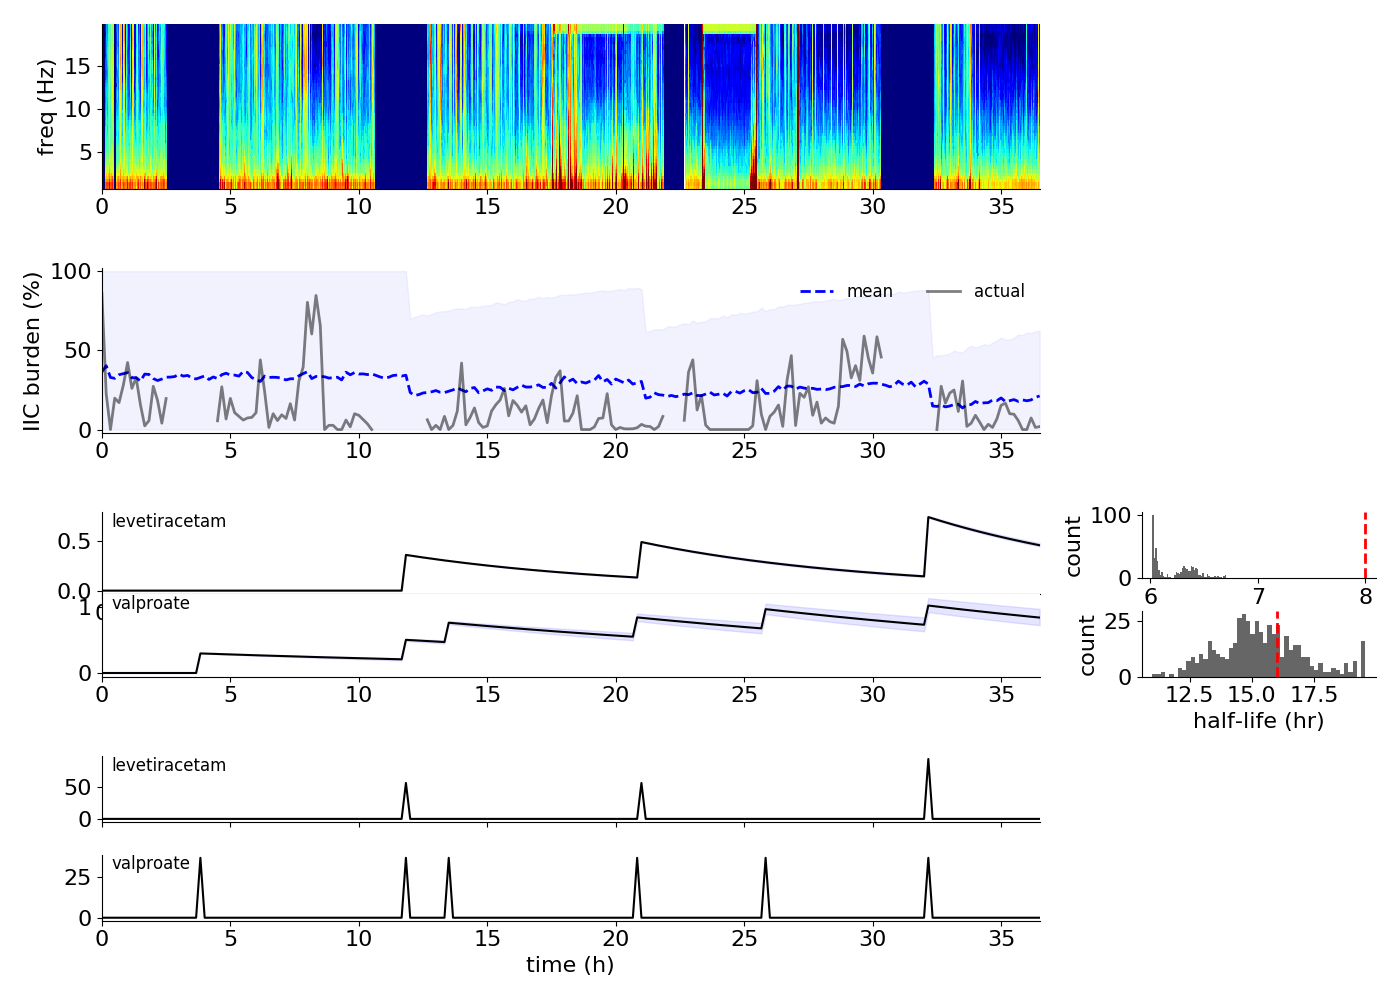 freq (Hz)
15
10
5
0 5 10 15 20 25 30 35
IIC burden (%)
100
50
0
mean actual
0 5 10 15 20 25 30 35
levetiracetam
0.5
0.0
0
valproate
1
0
0 5 10 15 20 25 30 35
count
100
0
6 7 8
count
25
0
12.5 15.0 17.5
half-life (hr)
levetiracetam
50
0
valproate
25
0
0 5 10 15 20 25 30 35
time (h)